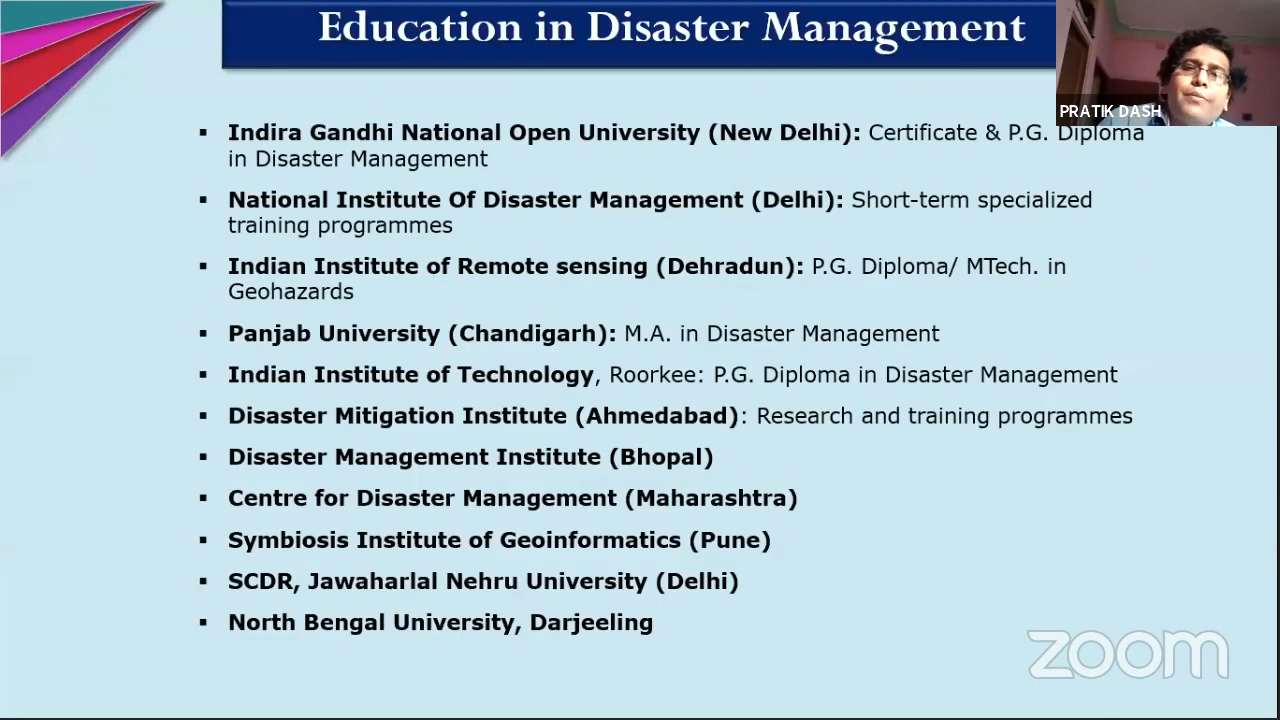 Education in Disaster Management
PRATIK DASH
▪ Indira Gandhi National Open University (New Delhi): Certificate & P.G. Diploma
in Disaster Management
▪ National Institute Of Disaster Management (Delhi): Short-term specialized
training programmes
▪ Indian Institute of Remote sensing (Dehradun): P.G. Diploma/ MTech. in
Geohazards
▪ Panjab University (Chandigarh): M.A. in Disaster Management
▪ Indian Institute of Technology, Roorkee: P.G. Diploma in Disaster Management
▪ Disaster Mitigation Institute (Ahmedabad): Research and training programmes
▪ Disaster Management Institute (Bhopal)
▪ Centre for Disaster Management (Maharashtra)
▪ Symbiosis Institute of Geoinformatics (Pune)
▪ SCDR, Jawaharlal Nehru University (Delhi)
▪ North Bengal University, Darjeeling
zoom